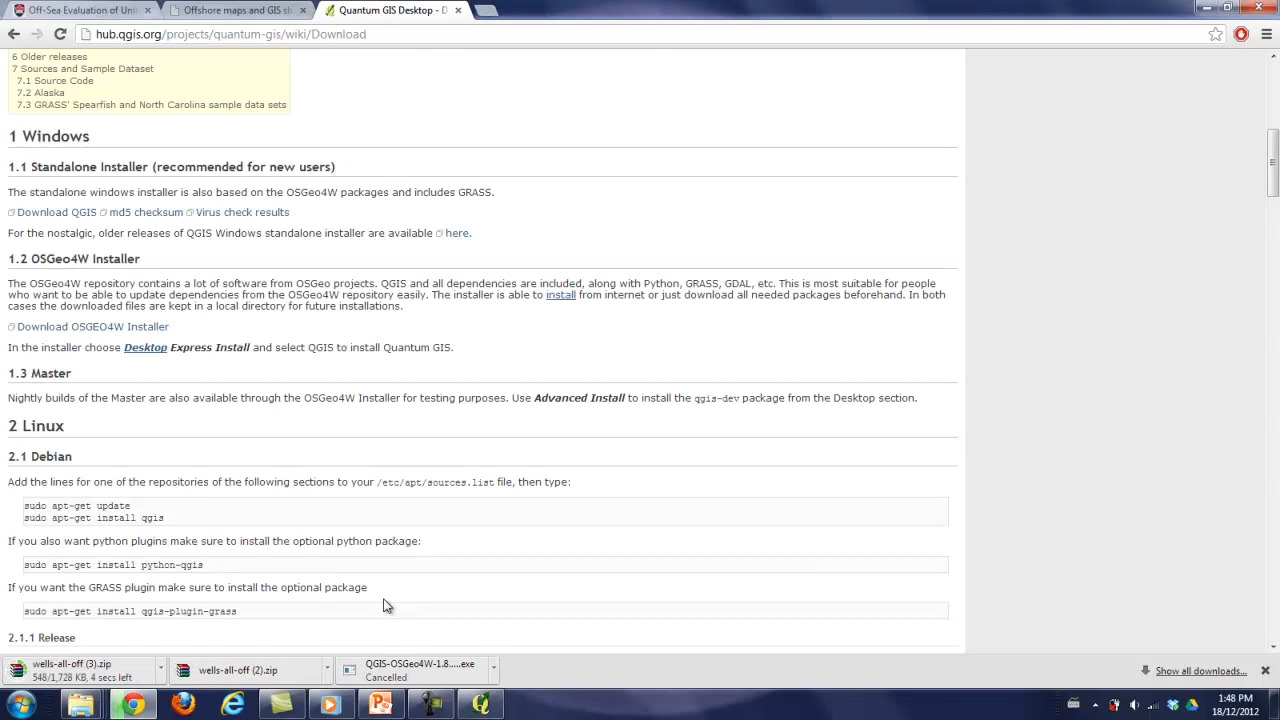 Off-Sea Evaluation of Unli
Offshore maps and GIS sh
Quantum GIS Desktop - D
hub.qgis.org/projects/quantum-gis/wiki/Download
6 Older releases
7 Sources and Sample Dataset
7.1 Source Code
7.2 Alaska
7.3 GRASS' Spearfish and North Carolina sample data sets
1 Windows
1.1 Standalone Installer (recommended for new users)
The standalone windows installer is also based on the OSGeo4W packages and includes GRASS.
Download QGIS md5 checksum Virus check results
For the nostalgic, older releases of QGIS Windows standalone installer are available here.
1.2 OSGeo4W Installer
The OSGeo4W repository contains a lot of software from OSGeo projects. QGIS and all dependencies are included, along with Python, GRASS, GDAL, etc. This is most suitable for people
who want to be able to update dependencies from the OSGeo4W repository easily. The installer is able to install from internet or just download all needed packages beforehand. In both
cases the downloaded files are kept in a local directory for future installations.
Download OSGEO4W Installer
In the installer choose Desktop Express Install and select QGIS to install Quantum GIS.
1.3 Master
Nightly builds of the Master are also available through the OSGeo4W Installer for testing purposes. Use Advanced Install to install the qgis-dev package from the Desktop section.
2 Linux
2.1 Debian
Add the lines for one of the repositories of the following sections to your /etc/apt/sources.list file, then type:
sudo apt-get update
sudo apt-get install qgis
If you also want python plugins make sure to install the optional python package:
sudo apt-get install python-qgis
If you want the GRASS plugin make sure to install the optional package
sudo apt-get install qgis-plugin-grass
2.1.1 Release
wells-all-off (3).zip
548/1,728 KB, 4 secs left
wells-all-off (2).zip
QGIS-OSGeo4W-1.8.....exe
Cancelled
Show all downloads...
1:48 PM
18/12/2012